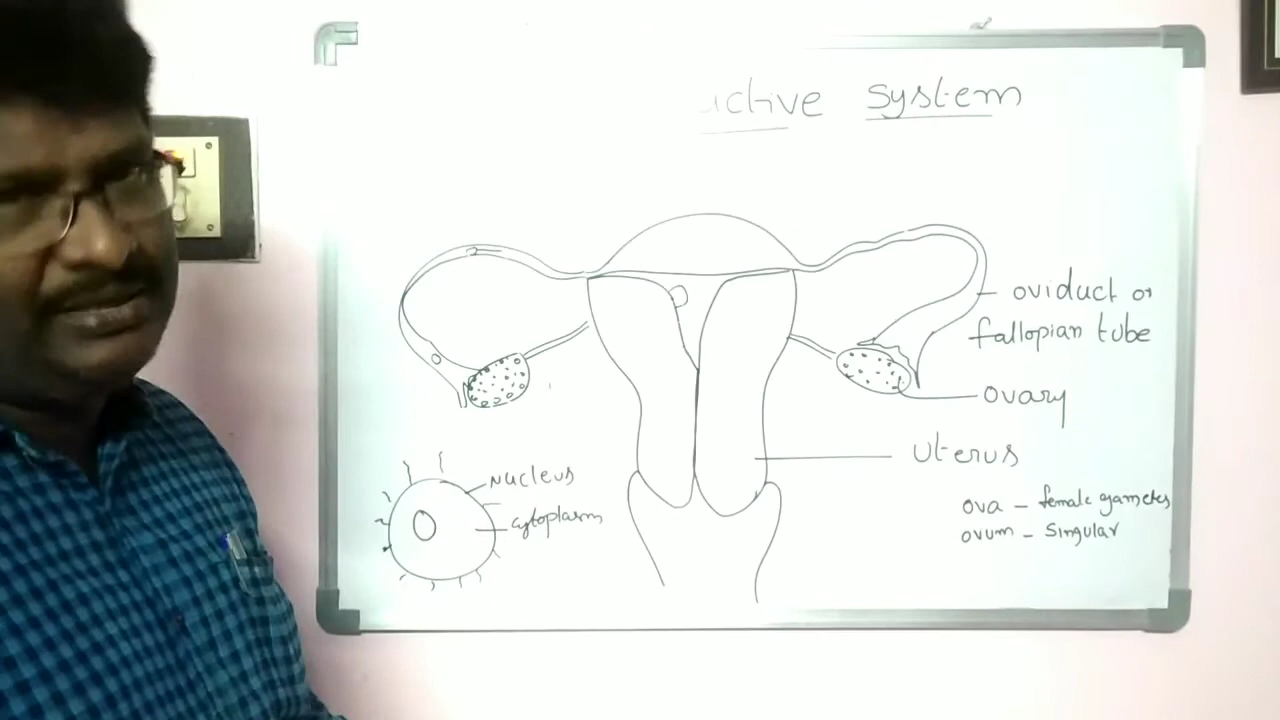 uctive system
oviduct or
fallopian tube
ovary
uterus
Nucleus
cytoplasm
ova - female gametes
ovum - singular